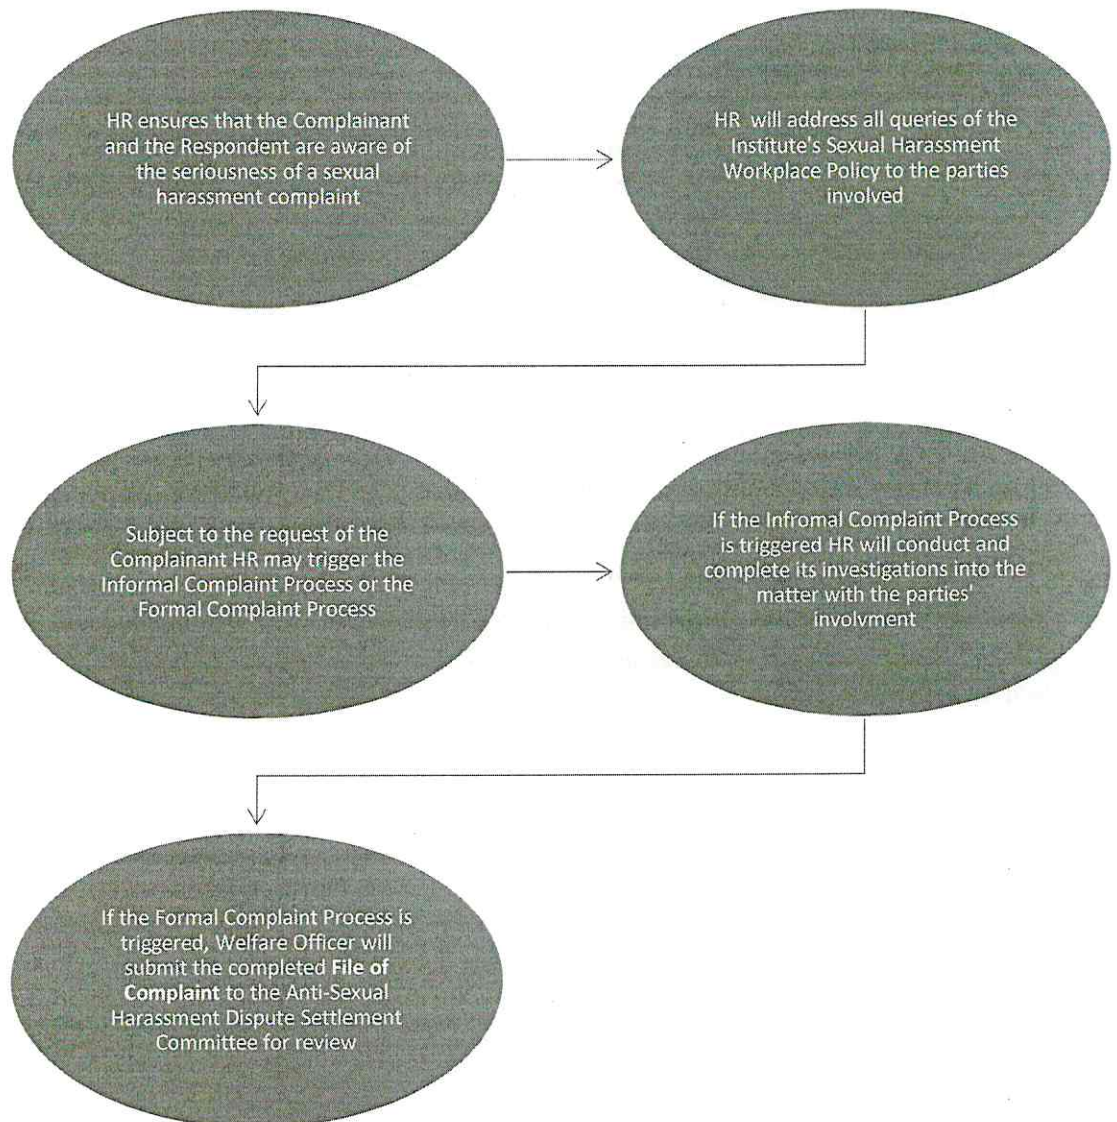 HR ensures that the Complainant
and the Respondent are aware of
the seriousness of a sexual
harassment complaint
HR will address all queries of the
Institute's Sexual Harassment
Workplace Policy to the parties
involved
Subject to the request of the
Complainant HR may trigger the
Informal Complaint Process or the
Formal Complaint Process
If the Infromal Complaint Process
is triggered HR will conduct and
complete its investigations into the
matter with the parties'
involvment
If the Formal Complaint Process is
triggered, Welfare Officer will
submit the completed File of
Complaint to the Anti-Sexual
Harassment Dispute Settlement
Committee for review